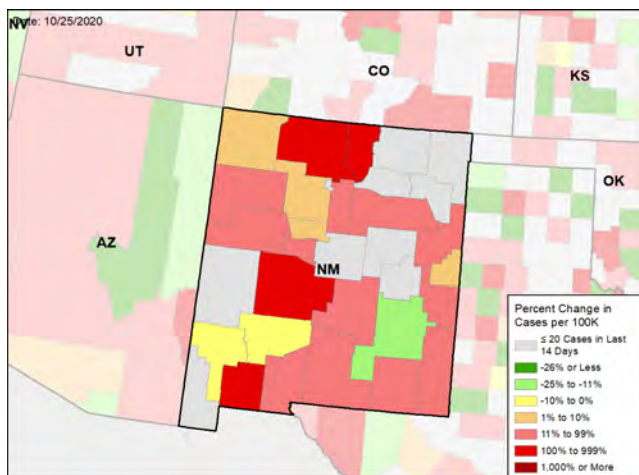 Date: 10/25/2020
NV
UT
CO
KS
OK
AZ
NM
Percent Change in
Cases per 100K
≤ 20 Cases in Last
14 Days
-26% or Less
-25% to -11%
-10% to 0%
1% to 10%
11% to 99%
100% to 999%
1,000% or More